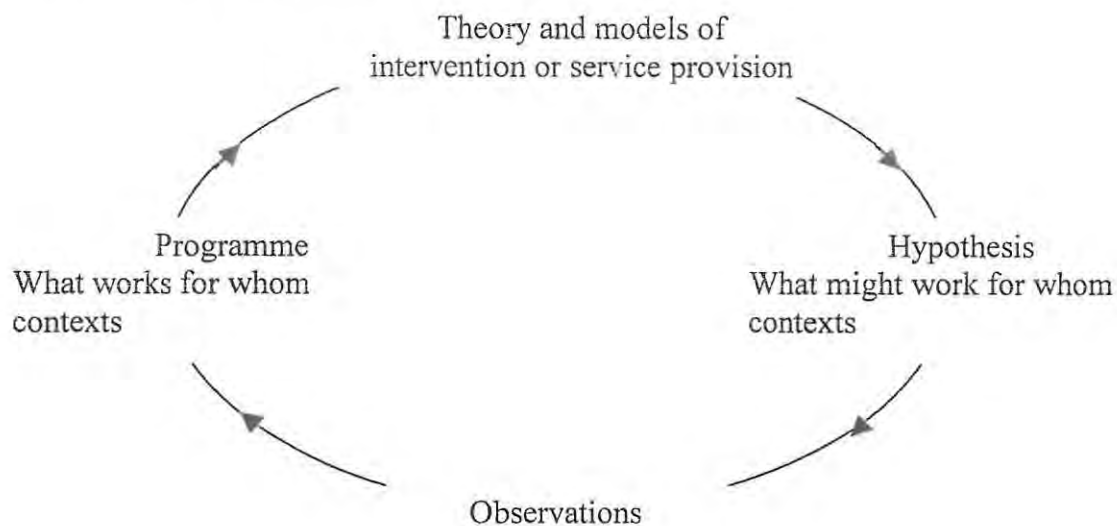 Theory and models of
intervention or service provision
Programme
What works for whom
contexts
Hypothesis
What might work for whom
contexts
Observations